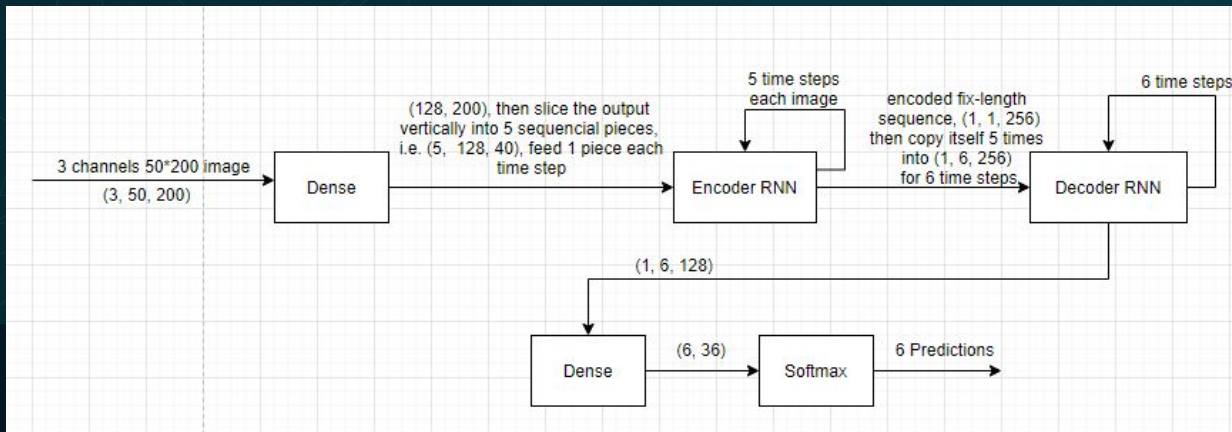 3 channels 50*200 image
(3, 50, 200)
Dense
(128, 200), then slice the output
vertically into 5 sequencial pieces,
i.e. (5, 128, 40), feed 1 piece each
time step
5 time steps
each image
Encoder RNN
encoded fix-length
sequence, (1, 1, 256)
then copy itself 5 times
into (1, 6, 256)
for 6 time steps
6 time steps
Decoder RNN
(1, 6, 128)
Dense
(6, 36)
Softmax
6 Predictions